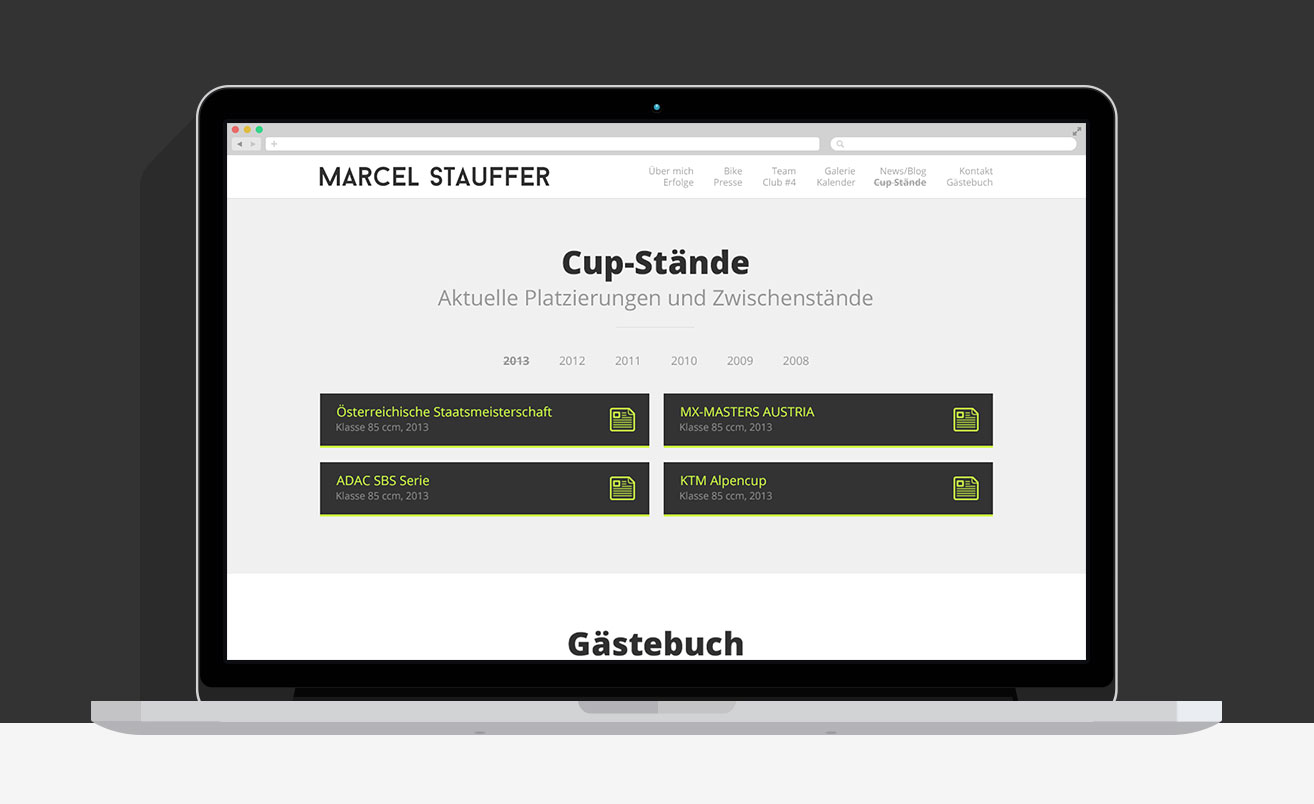 MARCEL STAUFFER
Über mich Bike Team Galerie News/Blog Kontakt
Erfolge Presse Club #4 Kalender Cup Stände Gästebuch
Cup-Stände
Aktuelle Platzierungen und Zwischenstände
2013 2012 2011 2010 2009 2008
Österreichische Staatsmeisterschaft
Klasse 85 ccm, 2013
MX-MASTERS AUSTRIA
Klasse 85 ccm, 2013
ADAC SBS Serie
Klasse 85 ccm, 2013
KTM Alpencup
Klasse 85 ccm, 2013
Gästebuch